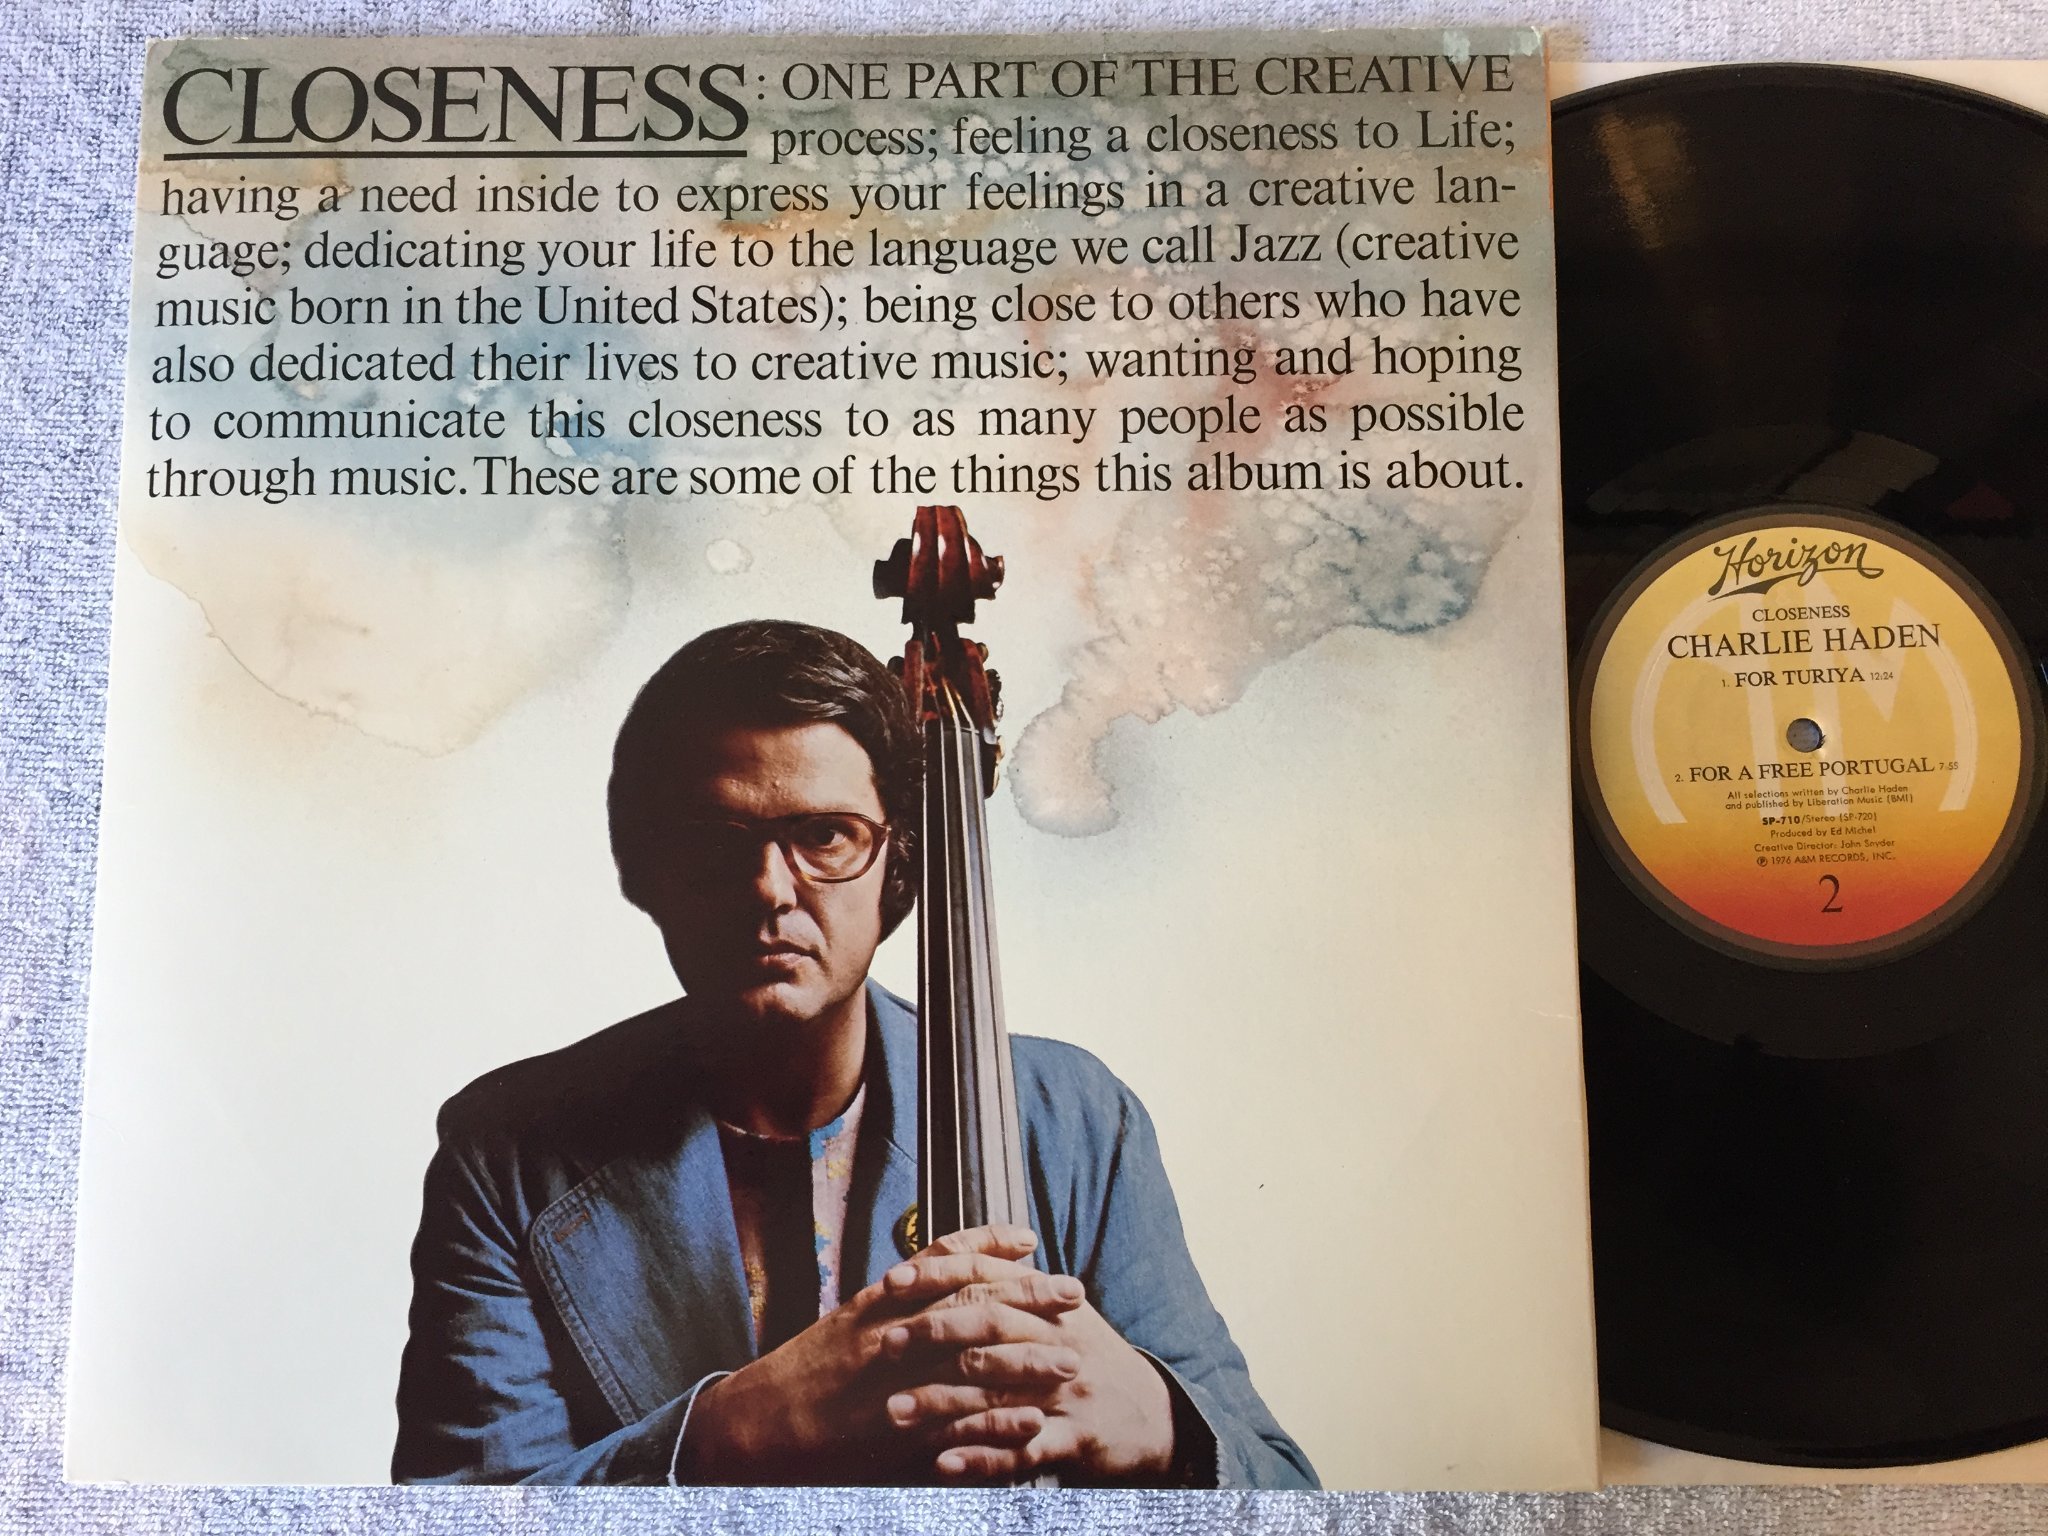 CLOSENESS: ONE PART OF THE CREATIVE
process; feeling a closeness to Life;
having a need inside to express your feelings in a creative lan-
guage; dedicating your life to the language we call Jazz (creative
music born in the United States); being close to others who have
also dedicated their lives to creative music; wanting and hoping
to communicate this closeness to as many people as possible
through music. These are some of the things this album is about.
Horizon
CLOSENESS
CHARLIE HADEN
1. FOR TURIYA 12:24
2. FOR A FREE PORTUGAL 7:55
All selections written by Charlie Haden
and published by Liberation Music (BMI)
SP-710/Stereo (SP-720)
Produced by Ed Michel
Creative Director: John Snyder
℗ 1976 A&M RECORDS, INC.
2